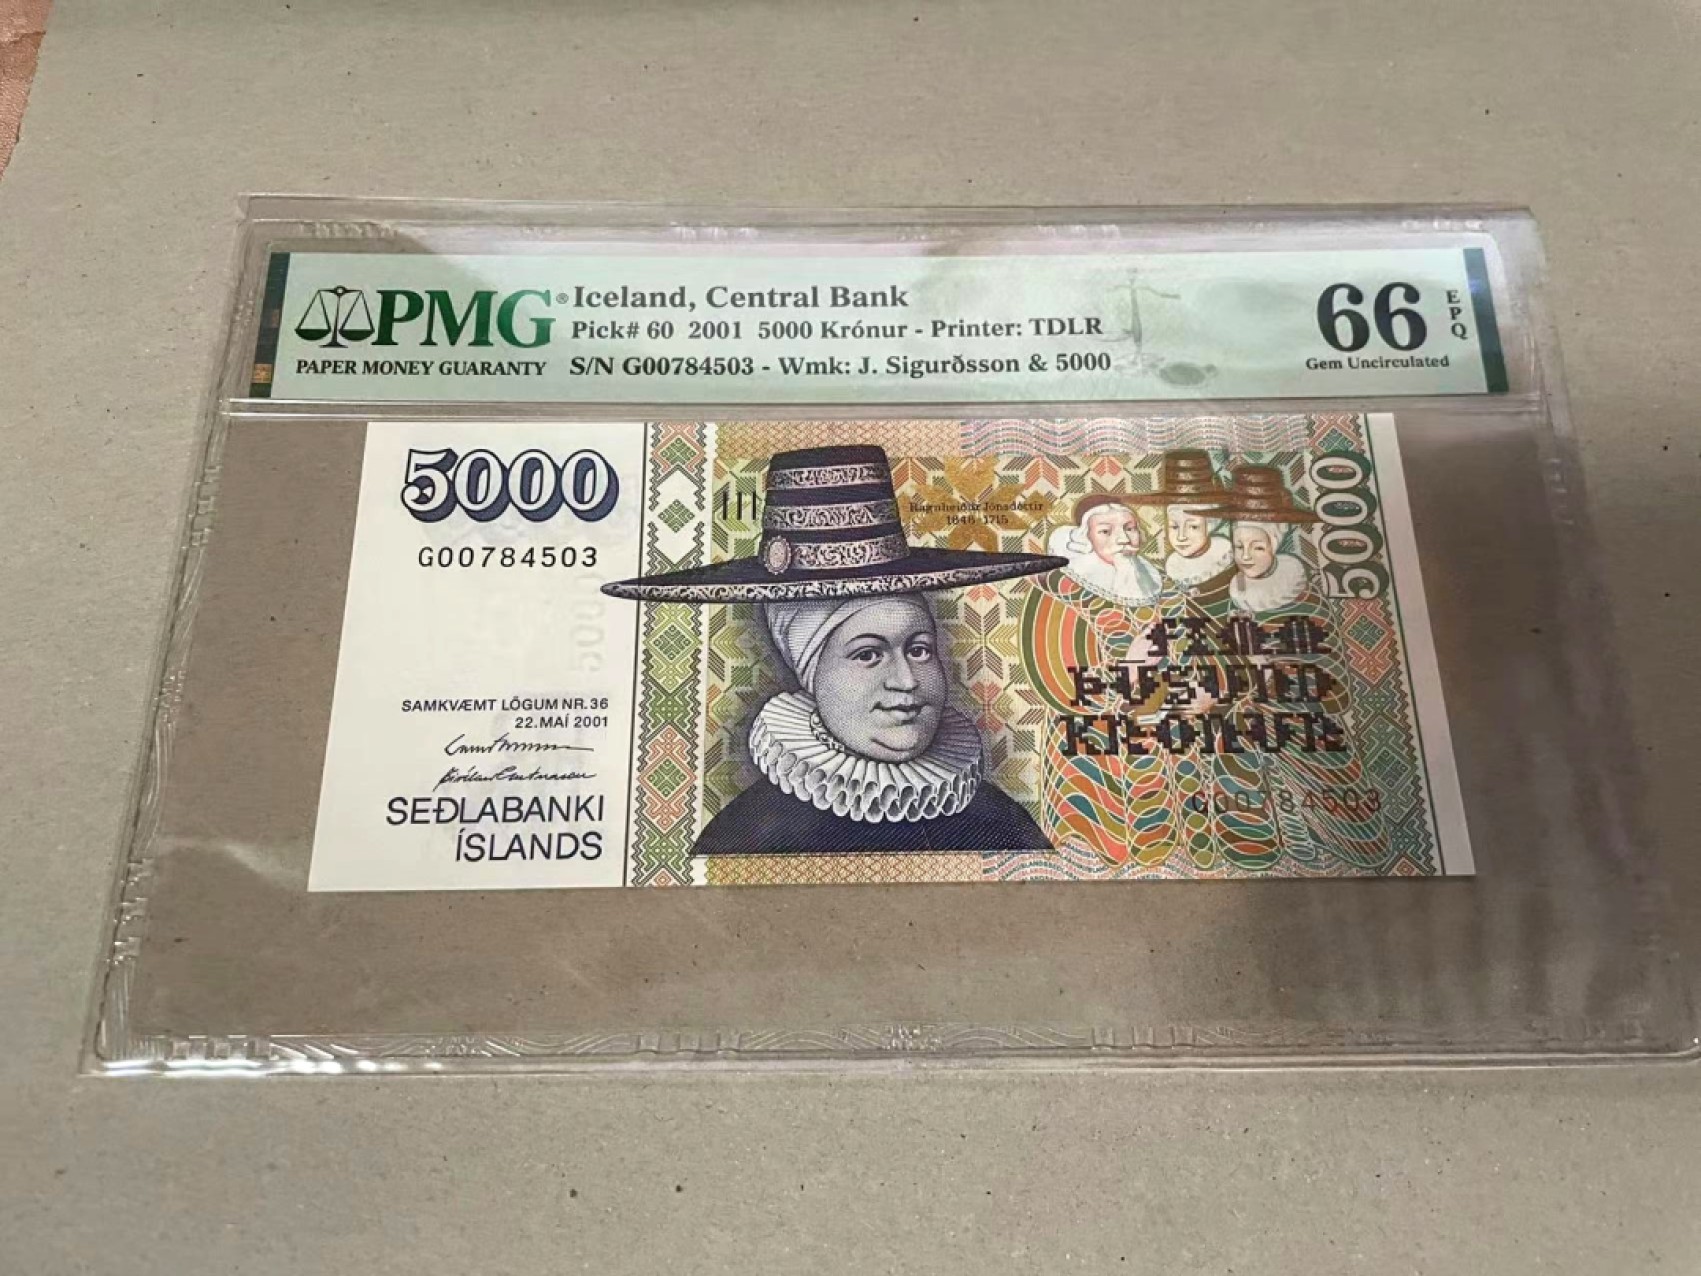 PMG®
PAPER MONEY GUARANTY
Iceland, Central Bank
Pick# 60 2001 5000 Krónur - Printer: TDLR
S/N G00784503 - Wmk: J. Sigurðsson & 5000
66
EPQ
Gem Uncirculated
5000
G00784503
SAMKVÆMT LÖGUM NR. 36
22. MAÍ 2001
SEÐLABANKI
ÍSLANDS
Ragnheiður Jónsdóttir
1646-1715
5000
FIMM
ÞÚSUND
KRÓNUR
G00784503